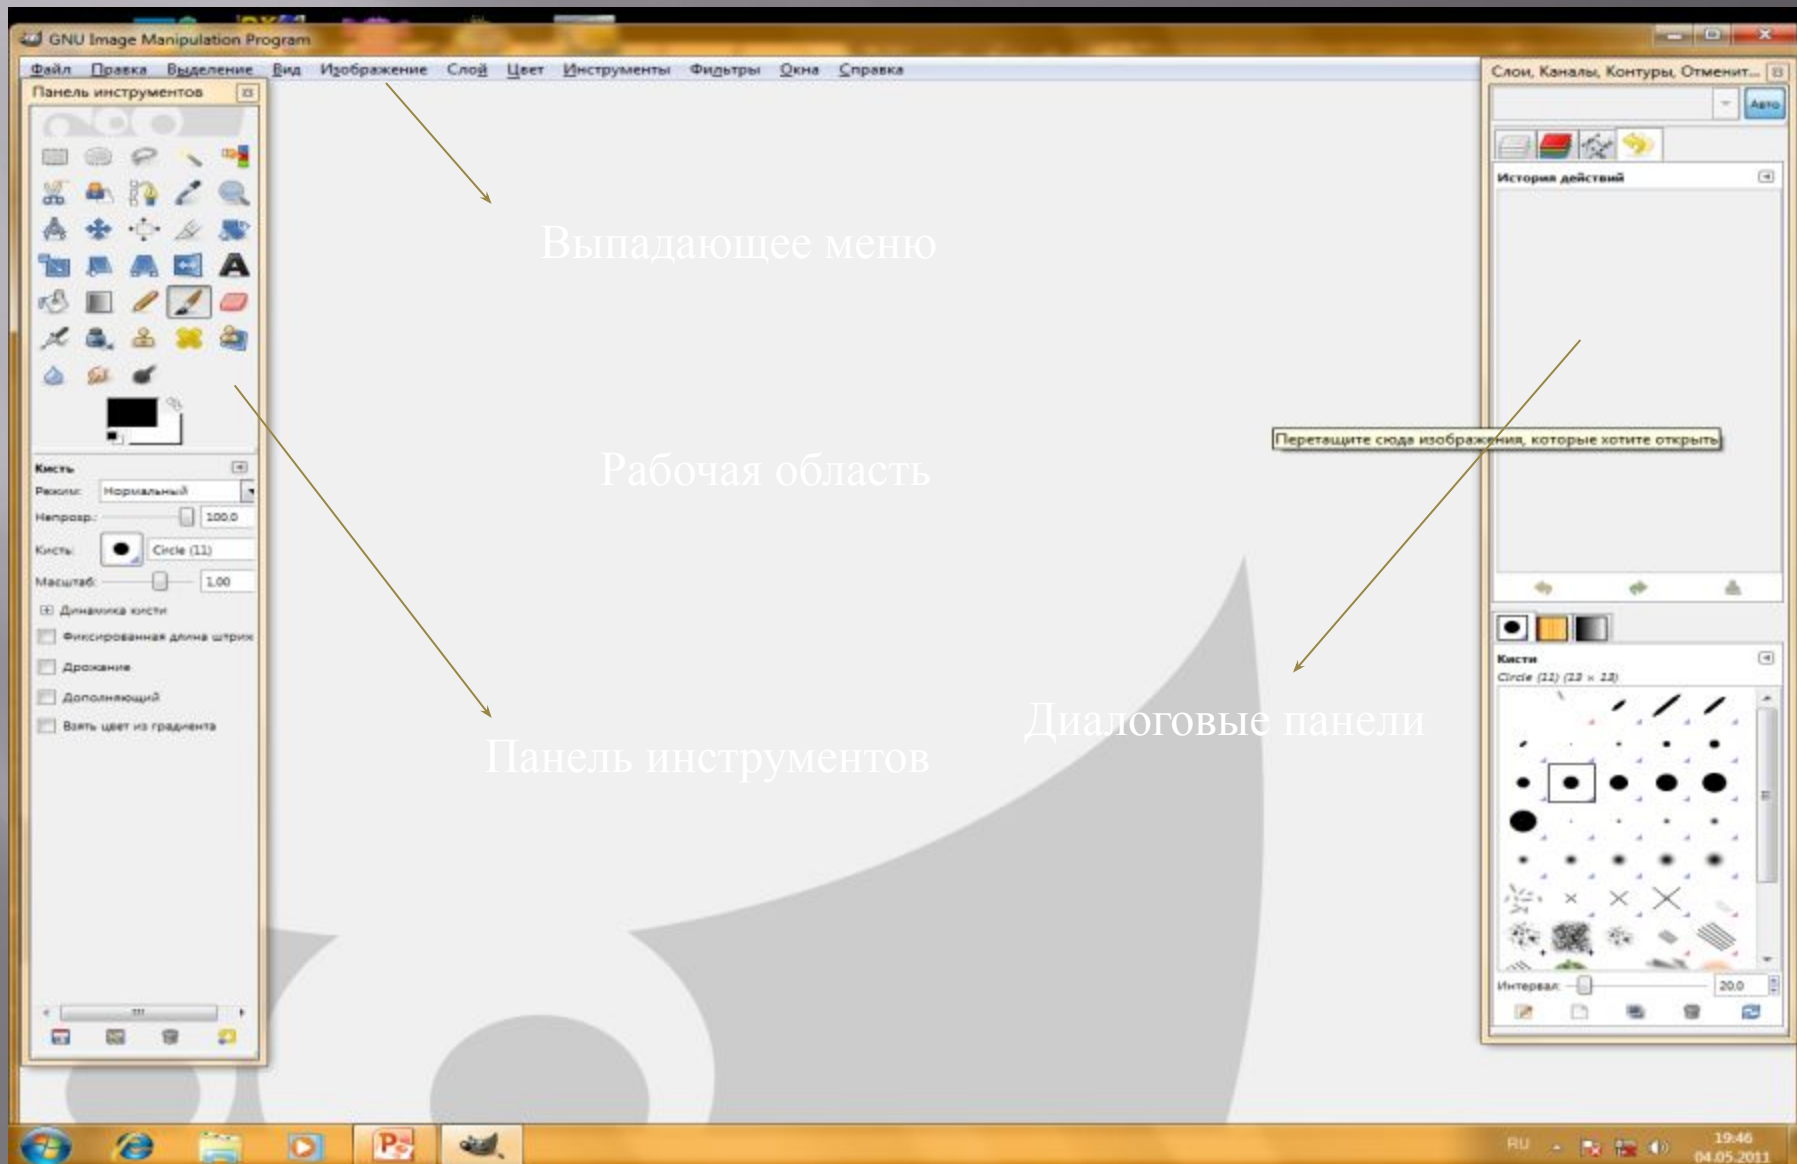 GNU Image Manipulation Program
Файл Правка Выделение Вид Изображение Слой Цвет Инструменты Фильтры Окна Справка
Панель инструментов
Кисть
Режим: Нормальный
Непрозр.: 100,0
Кисть: Circle (11)
Масштаб: 1,00
Динамика кисти
Фиксированная длина штрих
Дрожание
Дополняющий
Взять цвет из градиента
Выпадающее меню
Рабочая область
Панель инструментов
Диалоговые панели
Перетащите сюда изображения, которые хотите открыть
Слои, Каналы, Контуры, Отменит...
Авто
История действий
Кисти
Circle (11) (13 × 13)
Интервал: 20,0
RU
19:46
04.05.2011